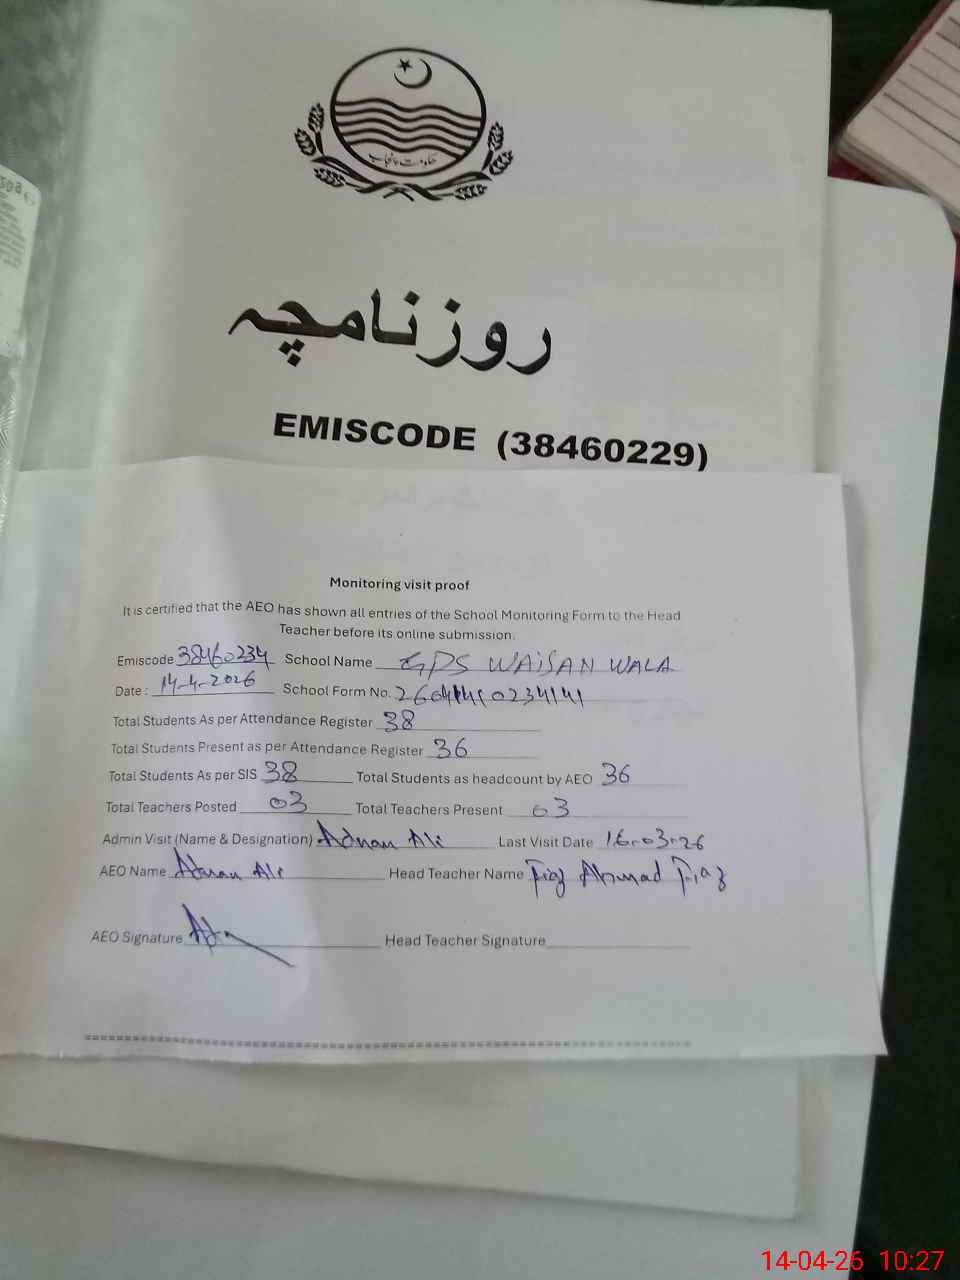 حکومت پنجاب
روزنامچہ
EMISCODE (38460229)
Monitoring visit proof
It is certified that the AEO has shown all entries of the School Monitoring Form to the Head
Teacher before its online submission.
Emiscode 38460234 School Name GPS WAISAN WALA
Date : 14-4-2026 School Form No.
Total Students As per Attendance Register 38
Total Students Present as per Attendance Register 36
Total Students As per SIS 38 Total Students as headcount by AEO 36
Total Teachers Posted 03 Total Teachers Present 03
Admin Visit (Name & Designation) Adnan Ali Last Visit Date 16-03-26
AEO Name Adnan Ali Head Teacher Name Fiaz Ahmad Fiaz
AEO Signature Head Teacher Signature
14-04-26 10:27